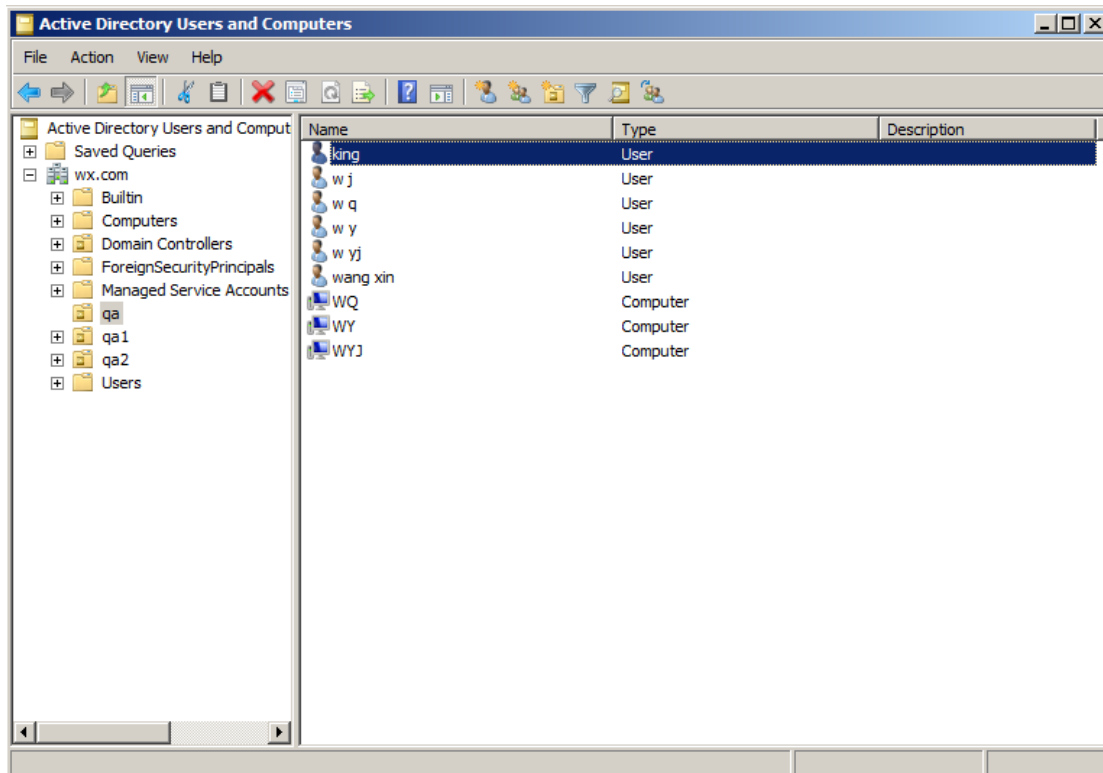 Active Directory Users and Computers
File Action View Help
Active Directory Users and Comput
Saved Queries
wx.com
Builtin
Computers
Domain Controllers
ForeignSecurityPrincipals
Managed Service Accounts
qa
qa1
qa2
Users
Name Type Description
king User
w j User
w q User
w y User
w yj User
wang xin User
WQ Computer
WY Computer
WYJ Computer